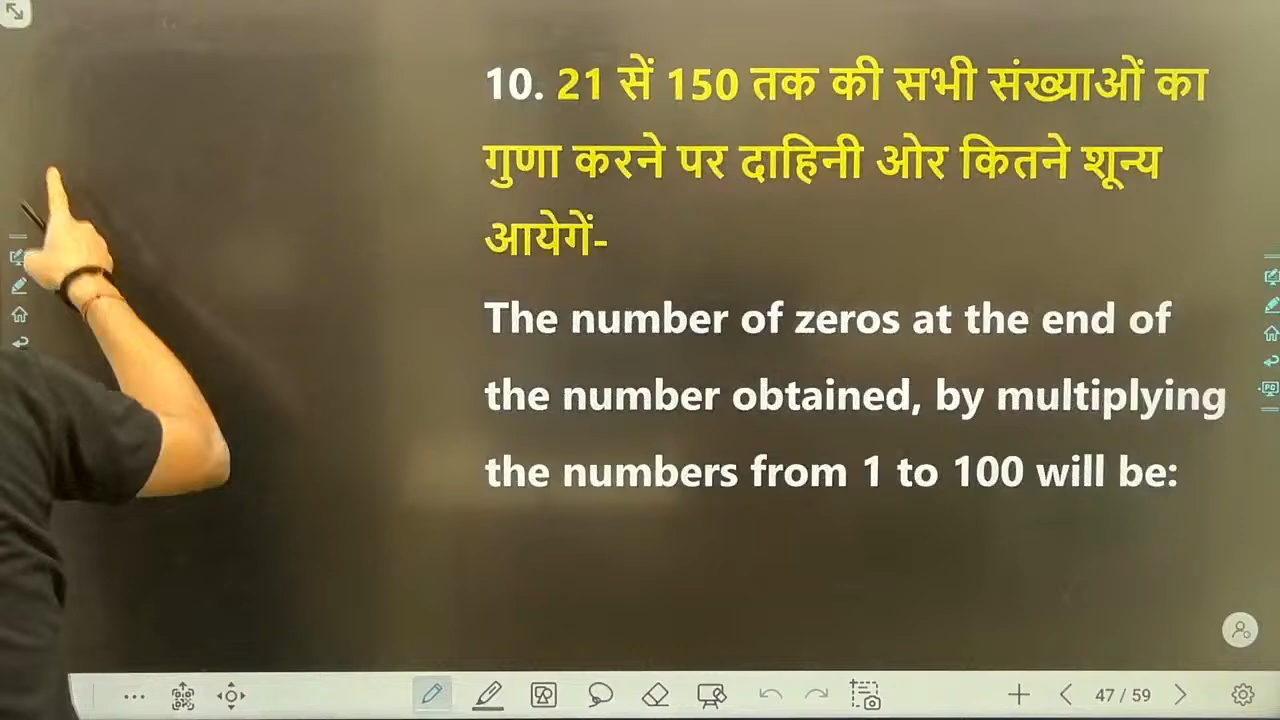 10. 21 सें 150 तक की सभी संख्याओं का
गुणा करने पर दाहिनी ओर कितने शून्य
आयेगें-
The number of zeros at the end of
the number obtained, by multiplying
the numbers from 1 to 100 will be:
47 / 59